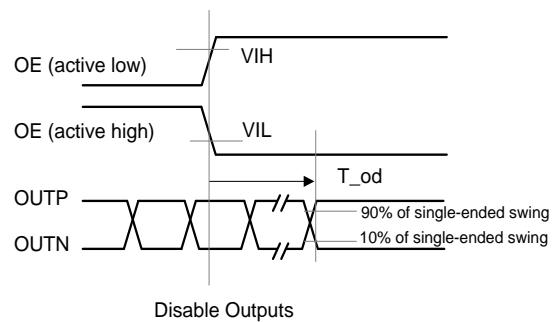 VIH
OE (active low)
OE (active high)
VIL
T_od
OUTP
90% of single-ended swing
OUTN
10% of single-ended swing
Disable Outputs